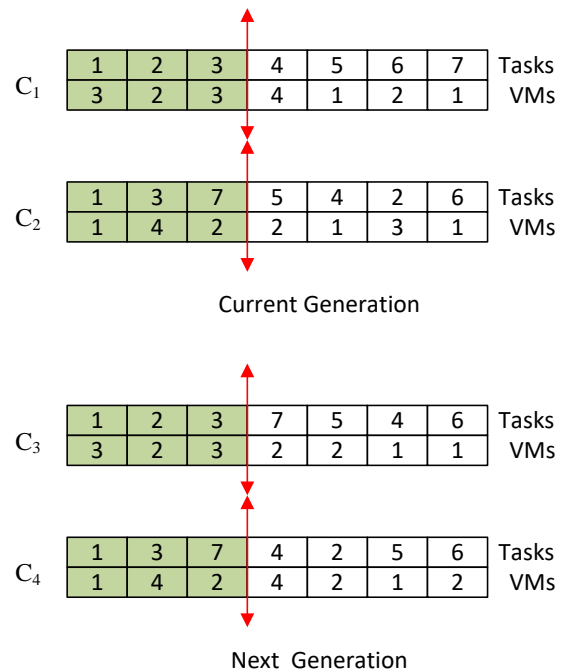 1 2 3 4 5 6 7 Tasks
C1
3 2 3 4 1 2 1 VMs
1 3 7 5 4 2 6 Tasks
C2
1 4 2 2 1 3 1 VMs
Current Generation
1 2 3 7 5 4 6 Tasks
C3
3 2 3 2 2 1 1 VMs
1 3 7 4 2 5 6 Tasks
C4
1 4 2 4 2 1 2 VMs
Next Generation